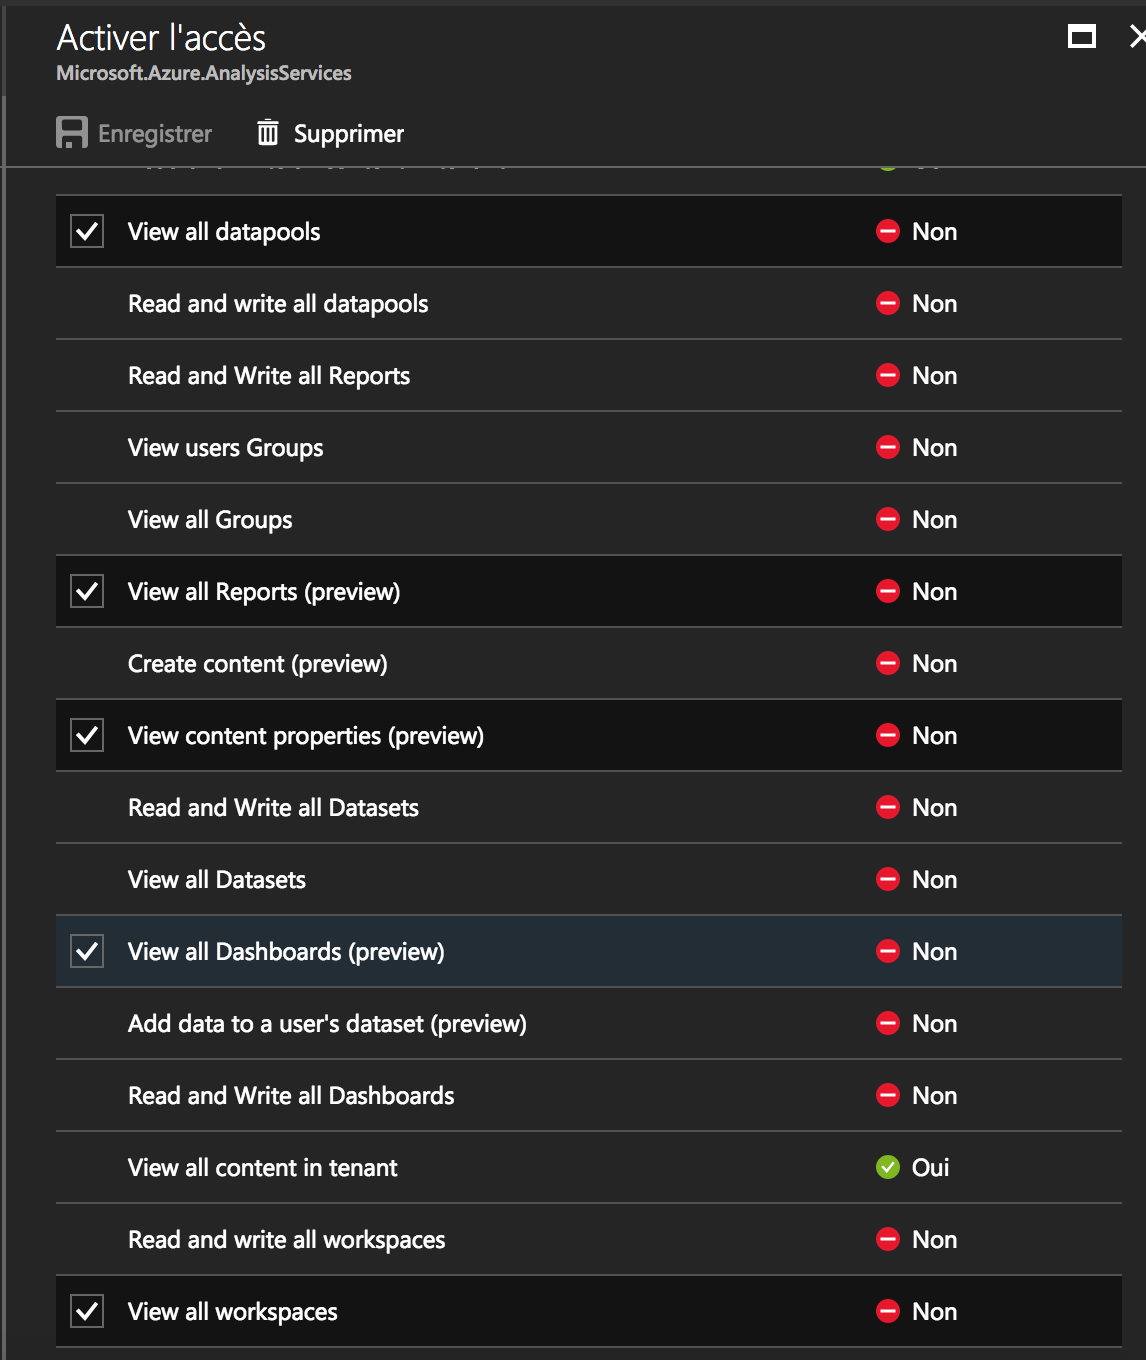 Activer l'accès
Microsoft.Azure.AnalysisServices
Enregistrer Supprimer
View all datapools Non
Read and write all datapools Non
Read and Write all Reports Non
View users Groups Non
View all Groups Non
View all Reports (preview) Non
Create content (preview) Non
View content properties (preview) Non
Read and Write all Datasets Non
View all Datasets Non
View all Dashboards (preview) Non
Add data to a user's dataset (preview) Non
Read and Write all Dashboards Non
View all content in tenant Oui
Read and write all workspaces Non
View all workspaces Non